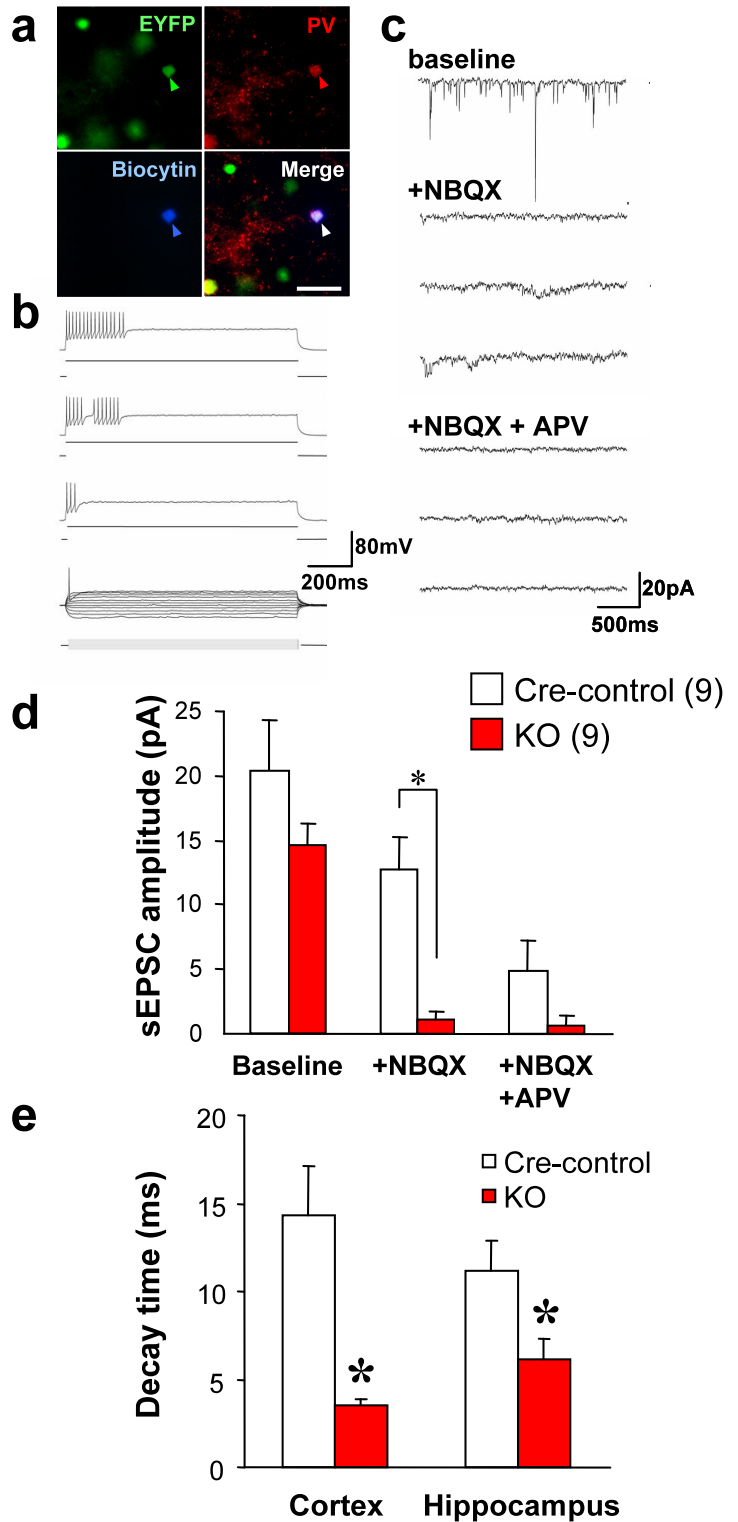 a
EYFP
PV
Biocytin
Merge
b
80mV
200ms
c
baseline
+NBQX
+NBQX + APV
20pA
500ms
d
Cre-control (9)
KO (9)
sEPSC amplitude (pA)
25
20
15
10
5
0
*
Baseline
+NBQX
+NBQX
+APV
e
Cre-control
KO
Decay time (ms)
20
15
10
5
0
*
*
Cortex
Hippocampus